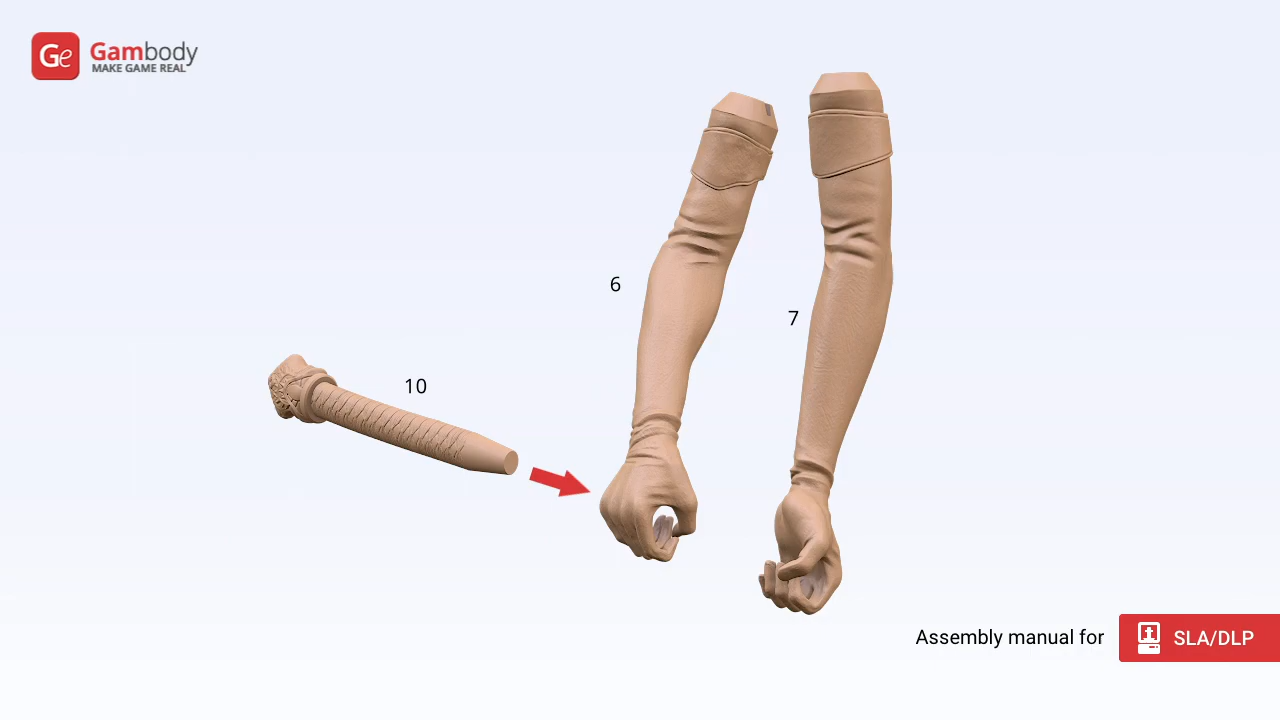 Ge
Gambody
MAKE GAME REAL
6
7
10
Assembly manual for
SLA/DLP